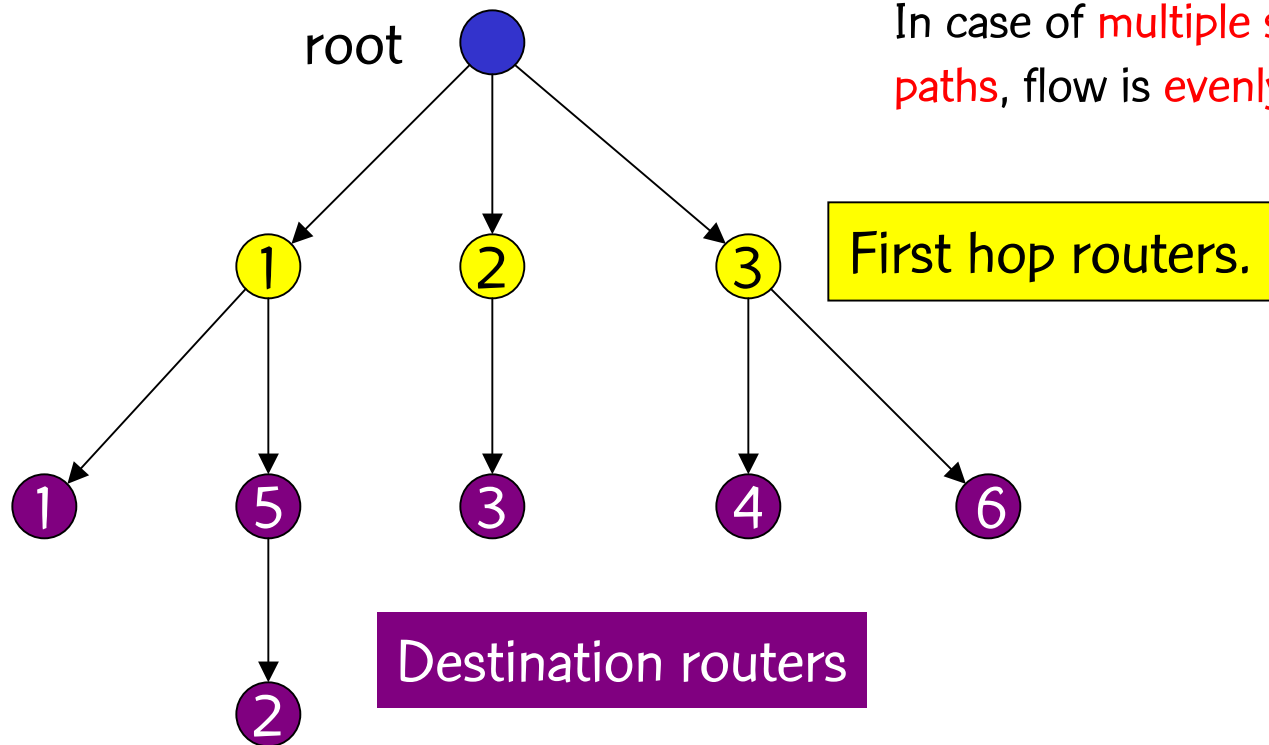 root
In case of multiple
paths, flow is evenly
1
2
3
First hop routers.
1
5
3
4
6
Destination routers
2